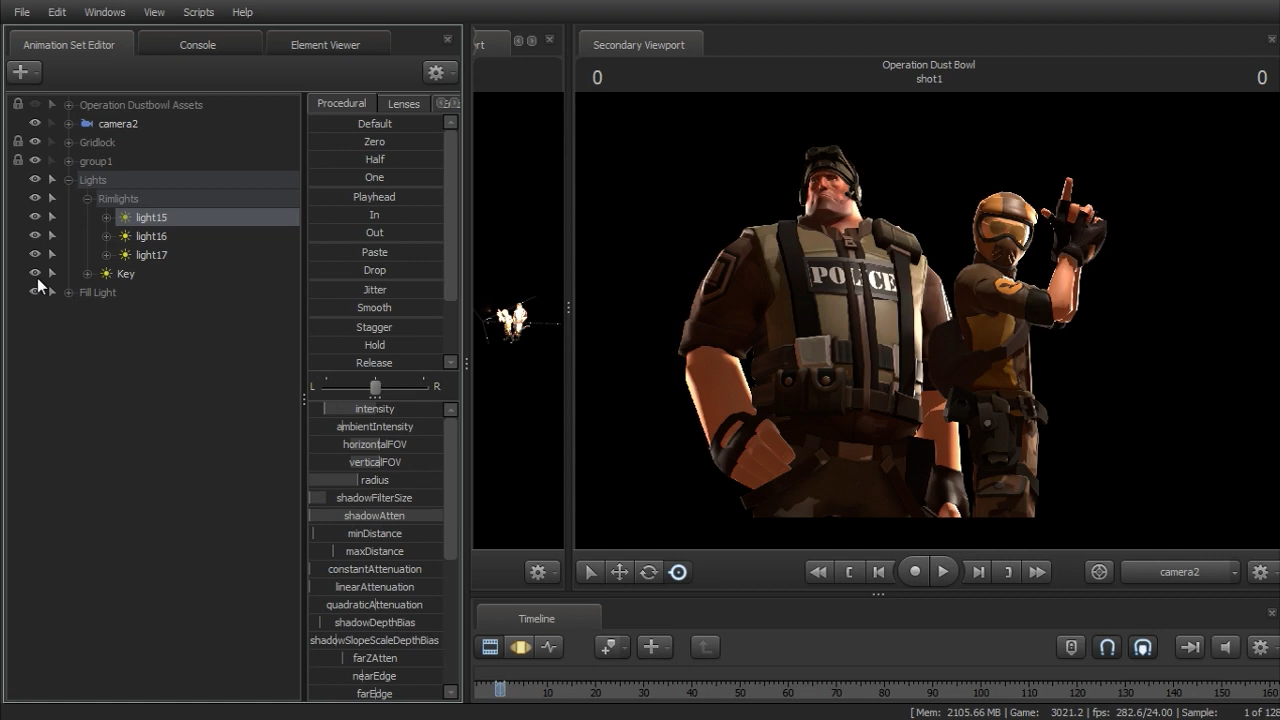 File Edit Windows View Scripts Help
Animation Set Editor Console Element Viewer
Secondary Viewport
0 Operation Dust Bowl 0
shot1
Operation Dustbowl Assets
camera2
Gridlock
group1
Lights
Rimlights
light15
light16
light17
Key
Fill Light
Procedural Lenses
Default
Zero
Half
One
Playhead
In
Out
Paste
Drop
Jitter
Smooth
Stagger
Hold
Release
L R
intensity
ambientIntensity
horizontalFOV
verticalFOV
radius
shadowFilterSize
shadowAtten
minDistance
maxDistance
constantAttenuation
linearAttenuation
quadraticAttenuation
shadowDepthBias
shadowSlopeScaleDepthBias
farZAtten
nearEdge
farEdge
POLICE
camera2
Timeline
10 20 30 40 50 60 70 80 90 100 110 120 130 140 150 160
[ Mem: 2105.66 MB | Game: 3021.2 | fps: 282.6/24.00 | Sample: 1 of 128